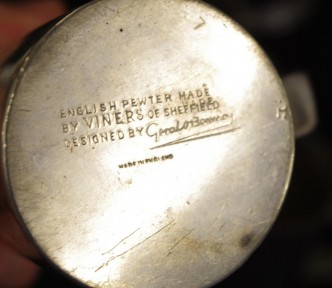 ENGLISH PEWTER MADE
BY VINERS OF SHEFFIELD
DESIGNED BY Gerald Benney
MADE IN ENGLAND